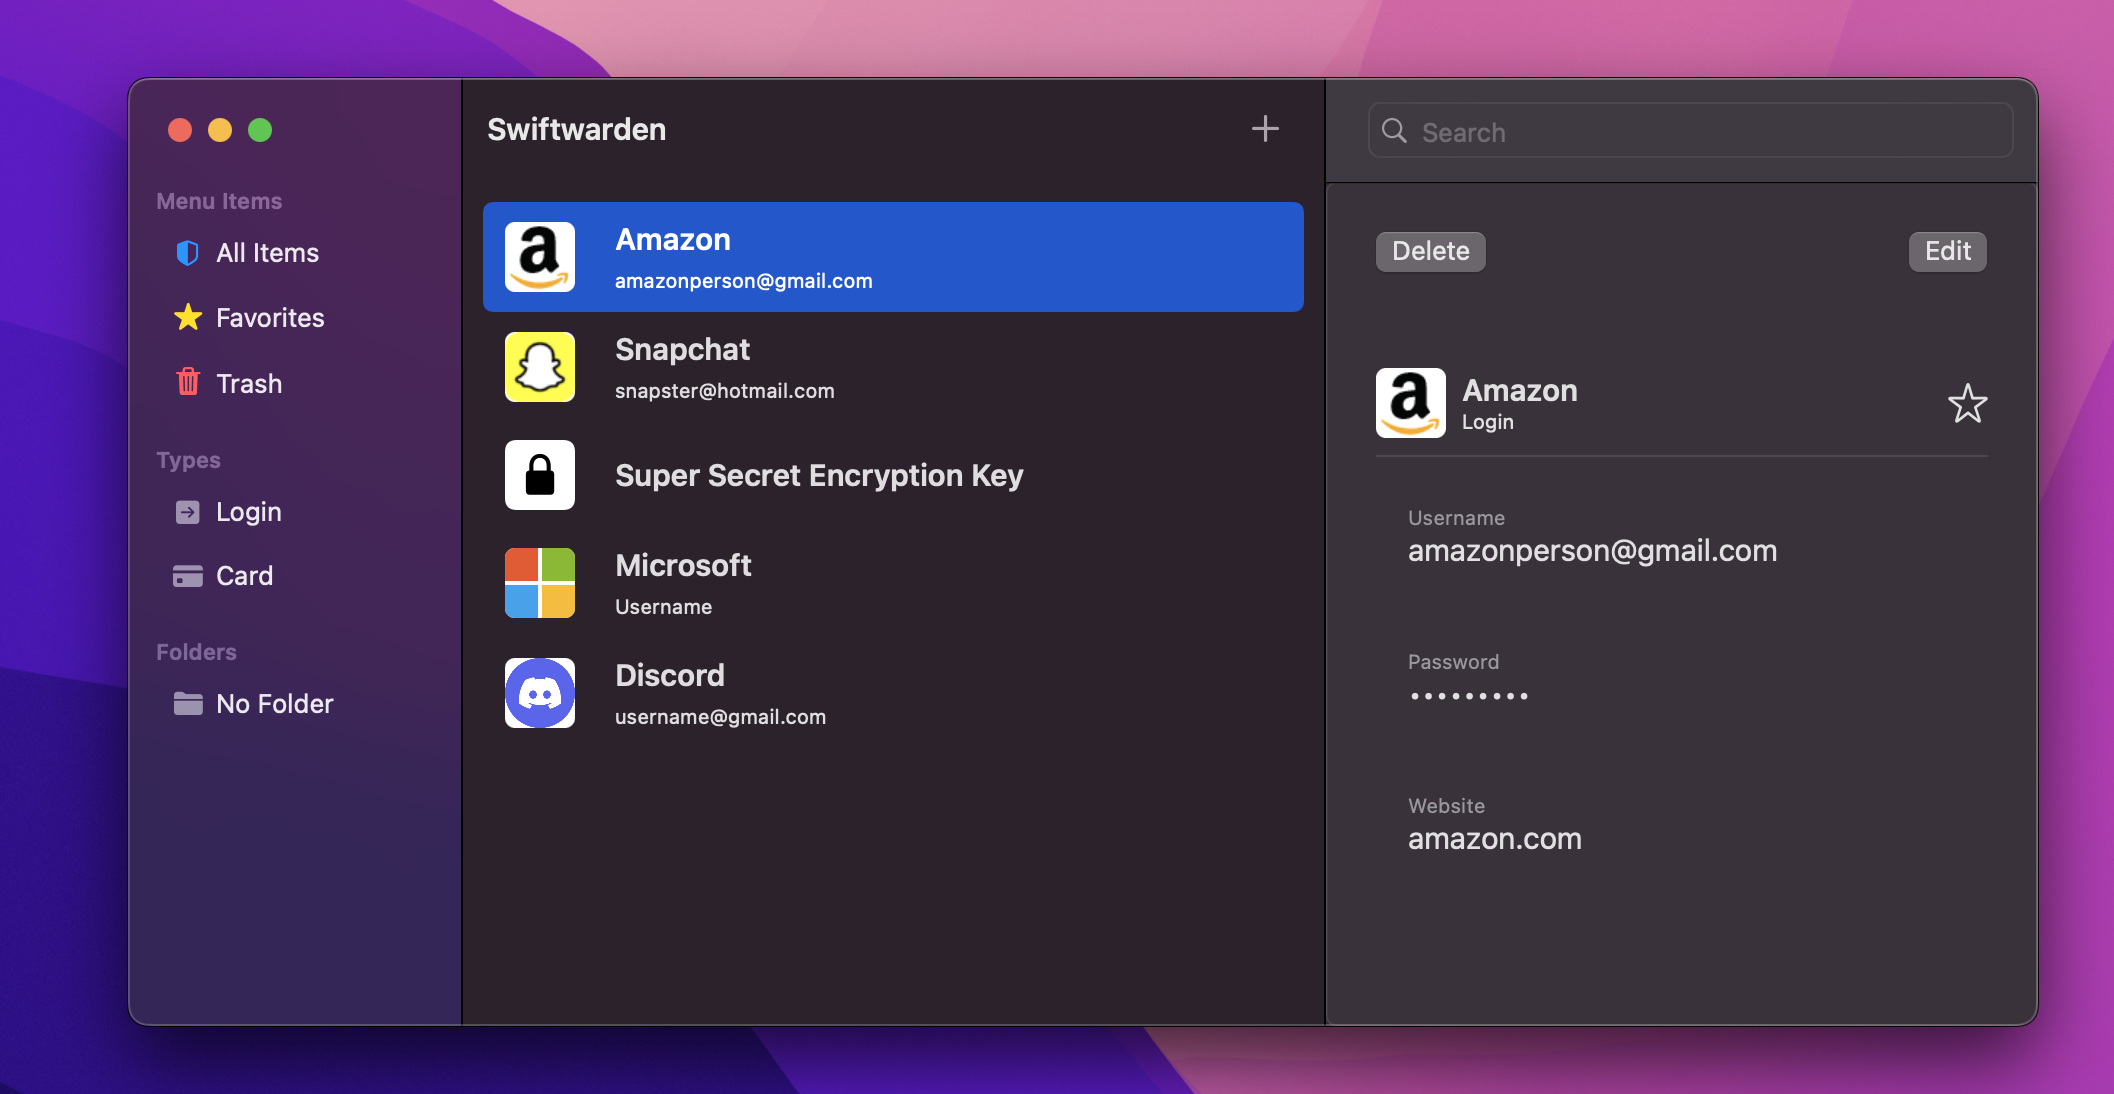 Menu Items
All Items
Favorites
Trash
Types
Login
Card
Folders
No Folder
Swiftwarden
Amazon
amazonperson@gmail.com
Snapchat
snapster@hotmail.com
Super Secret Encryption Key
Microsoft
Username
Discord
username@gmail.com
Search
Delete
Edit
Amazon
Login
Username
amazonperson@gmail.com
Password
•••••••••
Website
amazon.com